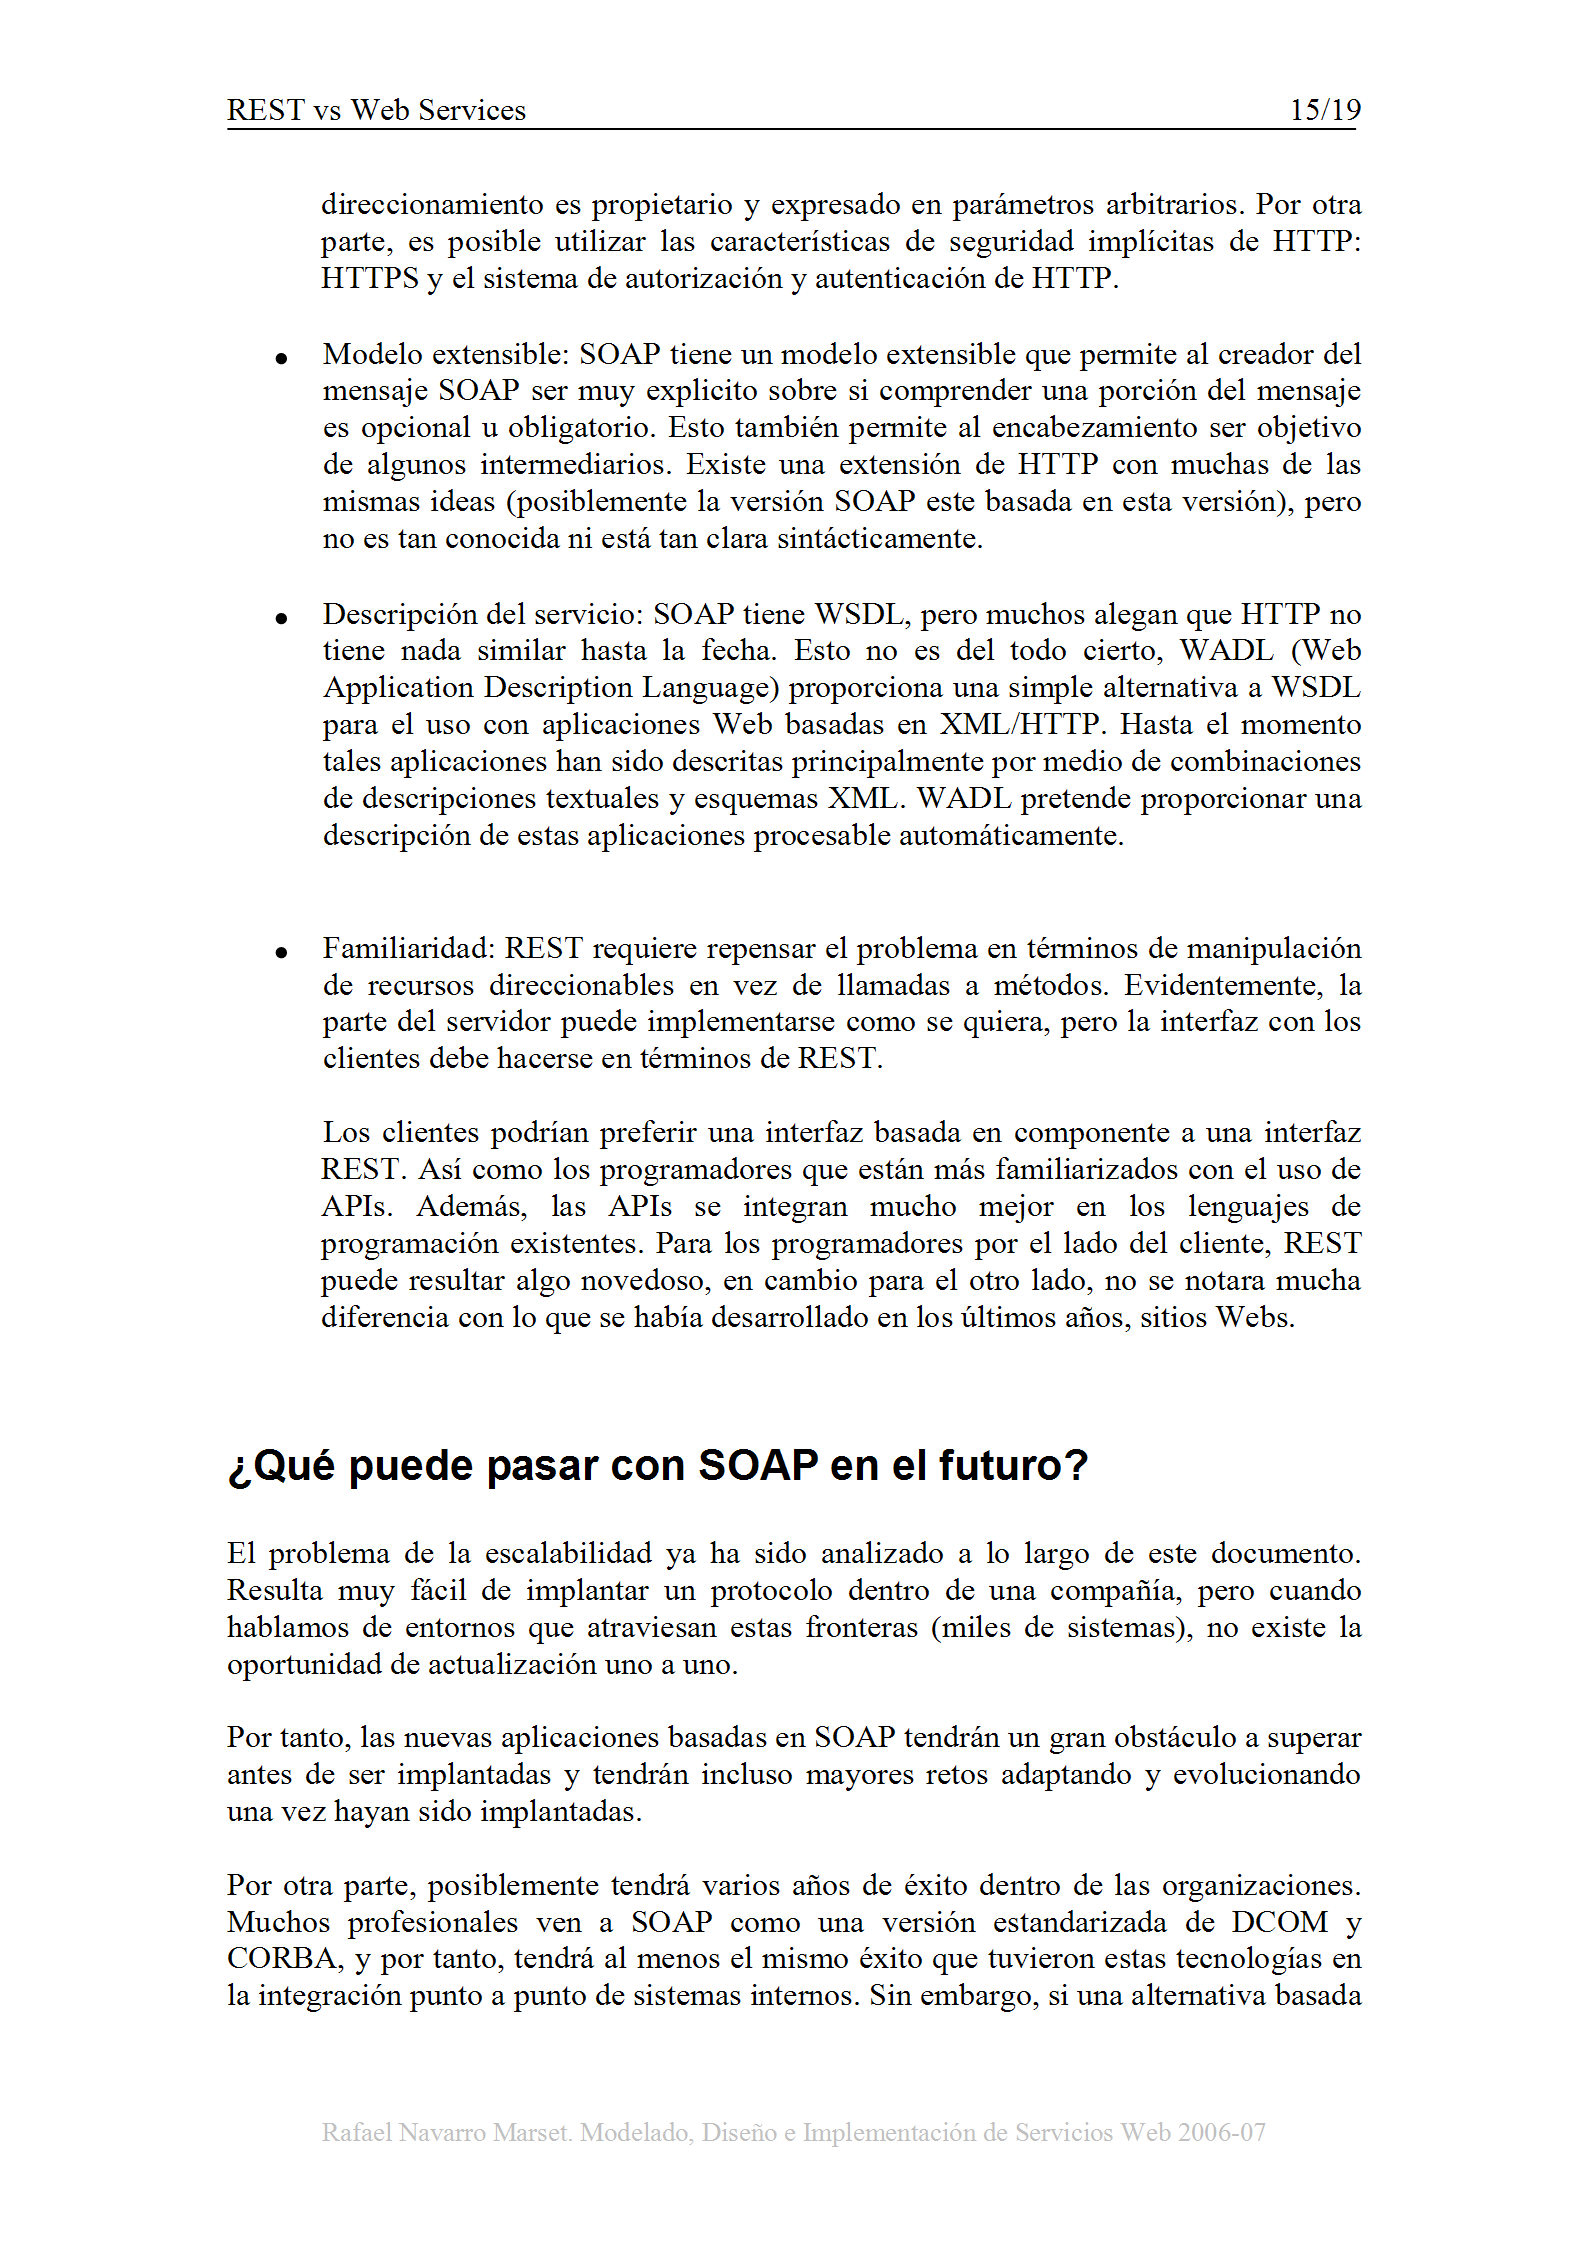 REST vs Web Services 15/19
direccionamiento es propietario y expresado en parámetros arbitrarios. Por otra
parte, es posible utilizar las características de seguridad implícitas de HTTP:
HTTPS y el sistema de autorización y autenticación de HTTP.
● Modelo extensible: SOAP tiene un modelo extensible que permite al creador del
mensaje SOAP ser muy explicito sobre si comprender una porción del mensaje
es opcional u obligatorio. Esto también permite al encabezamiento ser objetivo
de algunos intermediarios. Existe una extensión de HTTP con muchas de las
mismas ideas (posiblemente la versión SOAP este basada en esta versión), pero
no es tan conocida ni está tan clara sintácticamente.
● Descripción del servicio: SOAP tiene WSDL, pero muchos alegan que HTTP no
tiene nada similar hasta la fecha. Esto no es del todo cierto, WADL (Web
Application Description Language) proporciona una simple alternativa a WSDL
para el uso con aplicaciones Web basadas en XML/HTTP. Hasta el momento
tales aplicaciones han sido descritas principalmente por medio de combinaciones
de descripciones textuales y esquemas XML. WADL pretende proporcionar una
descripción de estas aplicaciones procesable automáticamente.
● Familiaridad: REST requiere repensar el problema en términos de manipulación
de recursos direccionables en vez de llamadas a métodos. Evidentemente, la
parte del servidor puede implementarse como se quiera, pero la interfaz con los
clientes debe hacerse en términos de REST.
Los clientes podrían preferir una interfaz basada en componente a una interfaz
REST. Así como los programadores que están más familiarizados con el uso de
APIs. Además, las APIs se integran mucho mejor en los lenguajes de
programación existentes. Para los programadores por el lado del cliente, REST
puede resultar algo novedoso, en cambio para el otro lado, no se notara mucha
diferencia con lo que se había desarrollado en los últimos años, sitios Webs.
¿Qué puede pasar con SOAP en el futuro?
El problema de la escalabilidad ya ha sido analizado a lo largo de este documento.
Resulta muy fácil de implantar un protocolo dentro de una compañía, pero cuando
hablamos de entornos que atraviesan estas fronteras (miles de sistemas), no existe la
oportunidad de actualización uno a uno.
Por tanto, las nuevas aplicaciones basadas en SOAP tendrán un gran obstáculo a superar
antes de ser implantadas y tendrán incluso mayores retos adaptando y evolucionando
una vez hayan sido implantadas.
Por otra parte, posiblemente tendrá varios años de éxito dentro de las organizaciones.
Muchos profesionales ven a SOAP como una versión estandarizada de DCOM y
CORBA, y por tanto, tendrá al menos el mismo éxito que tuvieron estas tecnologías en
la integración punto a punto de sistemas internos. Sin embargo, si una alternativa basada
Rafael Navarro Marset. Modelado, Diseño e Implementación de Servicios Web 2006-07